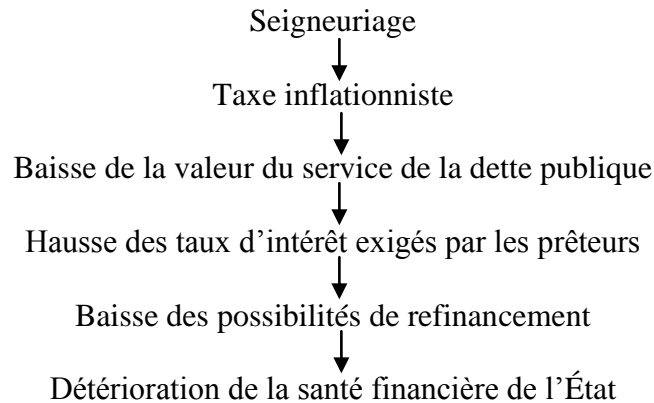 Seigneuriage
Taxe inflationniste
Baisse de la valeur du service de la dette publique
Hausse des taux d’intérêt exigés par les prêteurs
Baisse des possibilités de refinancement
Détérioration de la santé financière de l’État